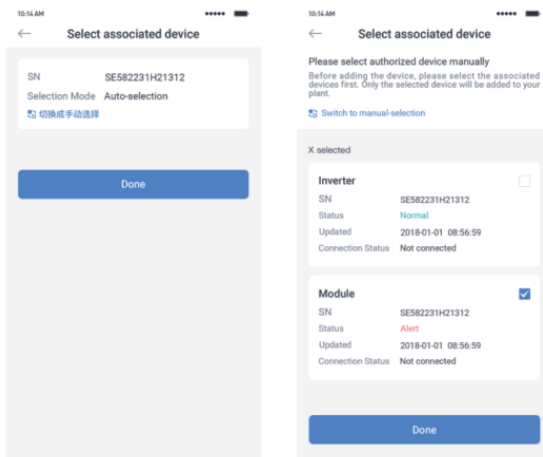 10:14 AM
Select associated device
SN SE582231H21312
Selection Mode Auto-selection
切换成手动选择
Done
10:14 AM
Select associated device
Please select authorized device manually
Before adding the device, please select the associated
devices first. Only the selected device will be added to your
plant.
Switch to manual-selection
X selected
Inverter
SN SE582231H21312
Status Normal
Updated 2018-01-01 08:56:59
Connection Status Not connected
Module
SN SE582231H21312
Status Alert
Updated 2018-01-01 08:56:59
Connection Status Not connected
Done